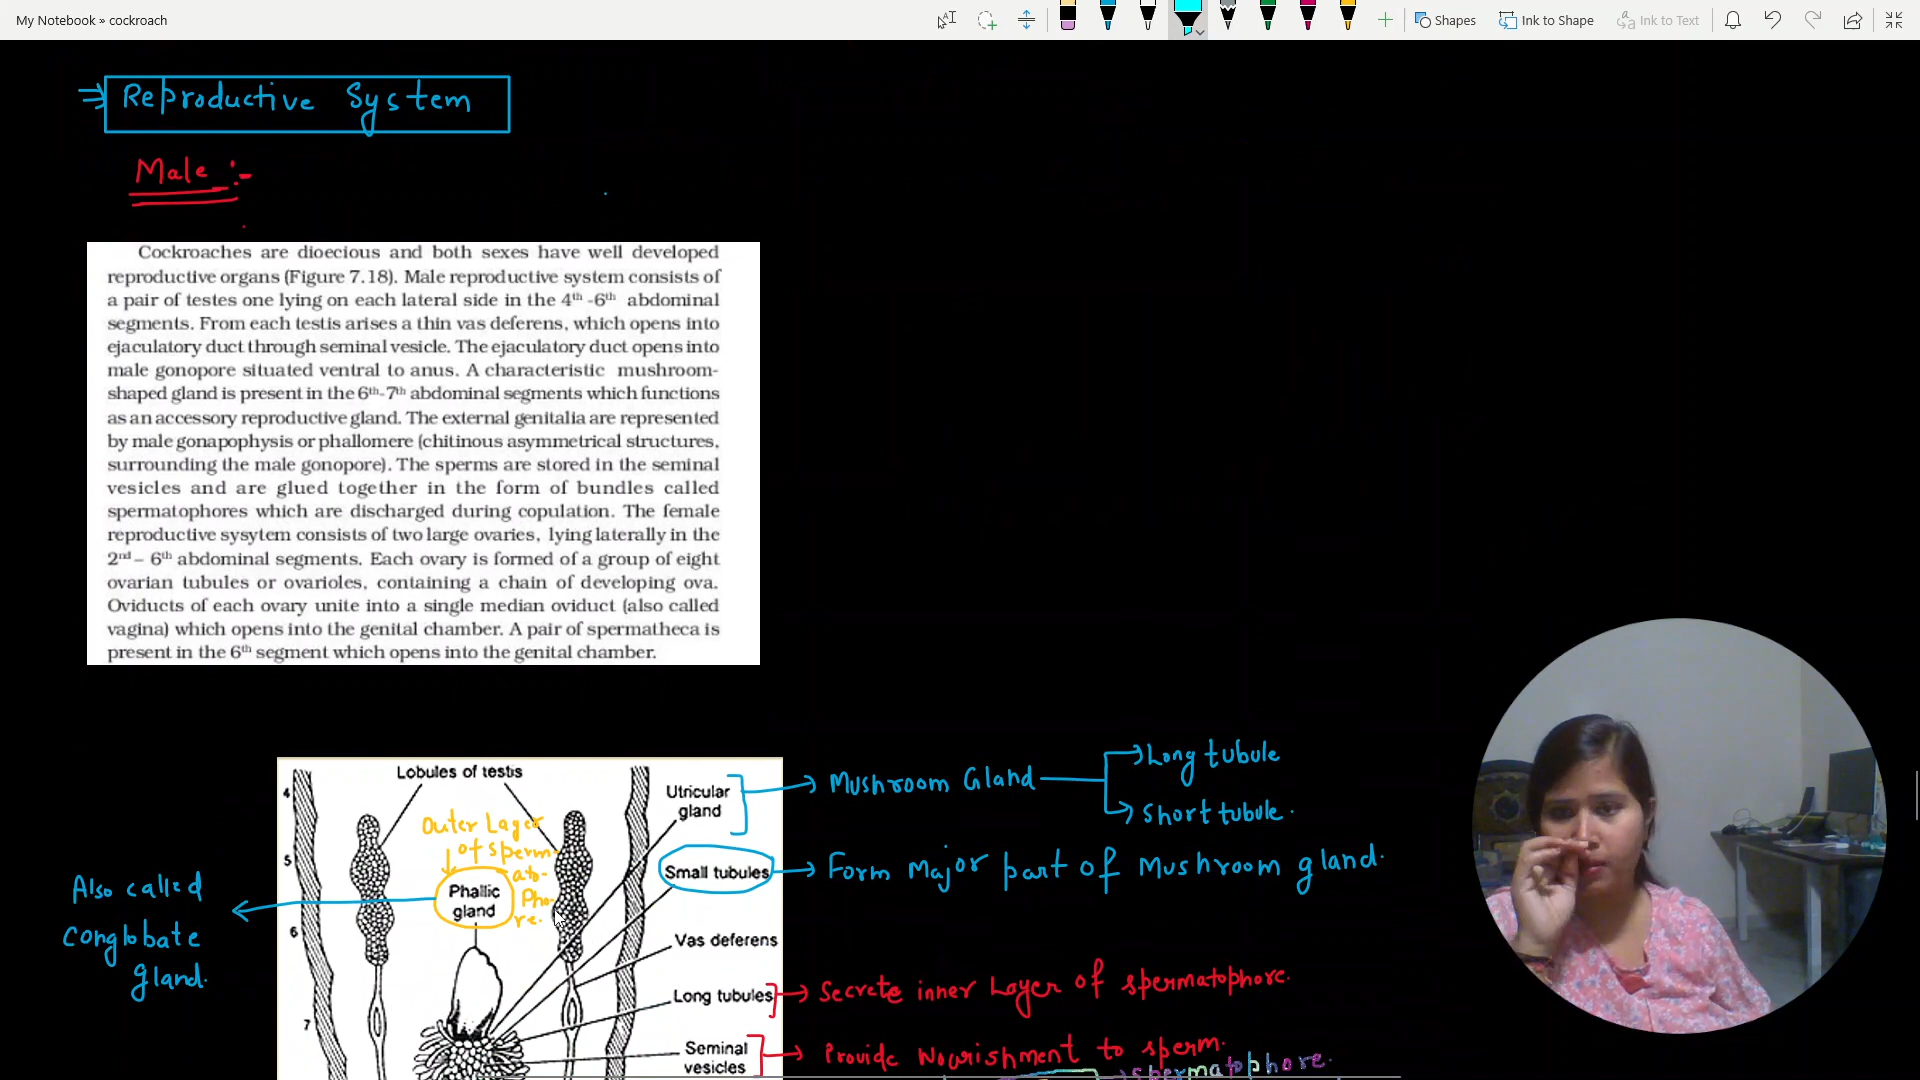 My Notebook » cockroach
Shapes
Ink to Shape
Ink to Text
⇒ Reproductive System
Male :-
Cockroaches are dioecious and both sexes have well developed
reproductive organs (Figure 7.18). Male reproductive system consists of
a pair of testes one lying on each lateral side in the 4th -6th abdominal
segments. From each testis arises a thin vas deferens, which opens into
ejaculatory duct through seminal vesicle. The ejaculatory duct opens into
male gonopore situated ventral to anus. A characteristic mushroom-
shaped gland is present in the 6th-7th abdominal segments which functions
as an accessory reproductive gland. The external genitalia are represented
by male gonapophysis or phallomere (chitinous asymmetrical structures,
surrounding the male gonopore). The sperms are stored in the seminal
vesicles and are glued together in the form of bundles called
spermatophores which are discharged during copulation. The female
reproductive sysytem consists of two large ovaries, lying laterally in the
2nd – 6th abdominal segments. Each ovary is formed of a group of eight
ovarian tubules or ovarioles, containing a chain of developing ova.
Oviducts of each ovary unite into a single median oviduct (also called
vagina) which opens into the genital chamber. A pair of spermatheca is
present in the 6th segment which opens into the genital chamber.
Lobules of testis
4
5
6
7
Outer Layer
of sperm-
ato-
Pho-
re.
Phallic
gland
Also called
conglobate
gland.
Utricular
gland
→ Mushroom Gland
→ Long tubule
→ Short tubule.
Small tubules
→ Form Major part of Mushroom gland.
Vas deferens
Long tubules
→ Secrete inner Layer of spermatophore.
Seminal
vesicles
→ Provide Nourishment to sperm.
→ spermatophore.